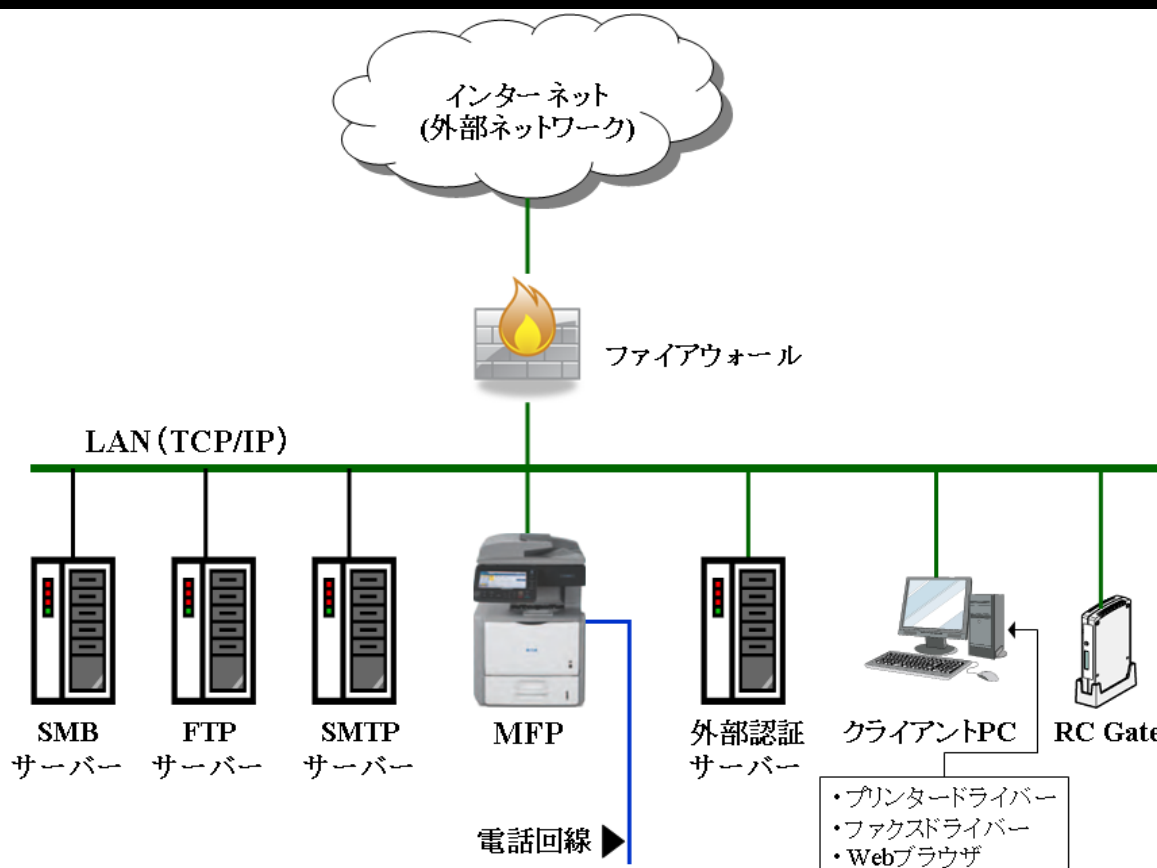 インターネット
(外部ネットワーク)
ファイアウォール
LAN(TCP/IP)
SMB
サーバー
FTP
サーバー
SMTP
サーバー
MFP
外部認証
サーバー
クライアントPC
RC Gate
電話回線
・プリンタードライバー
・ファクスドライバー
・Webブラウザ